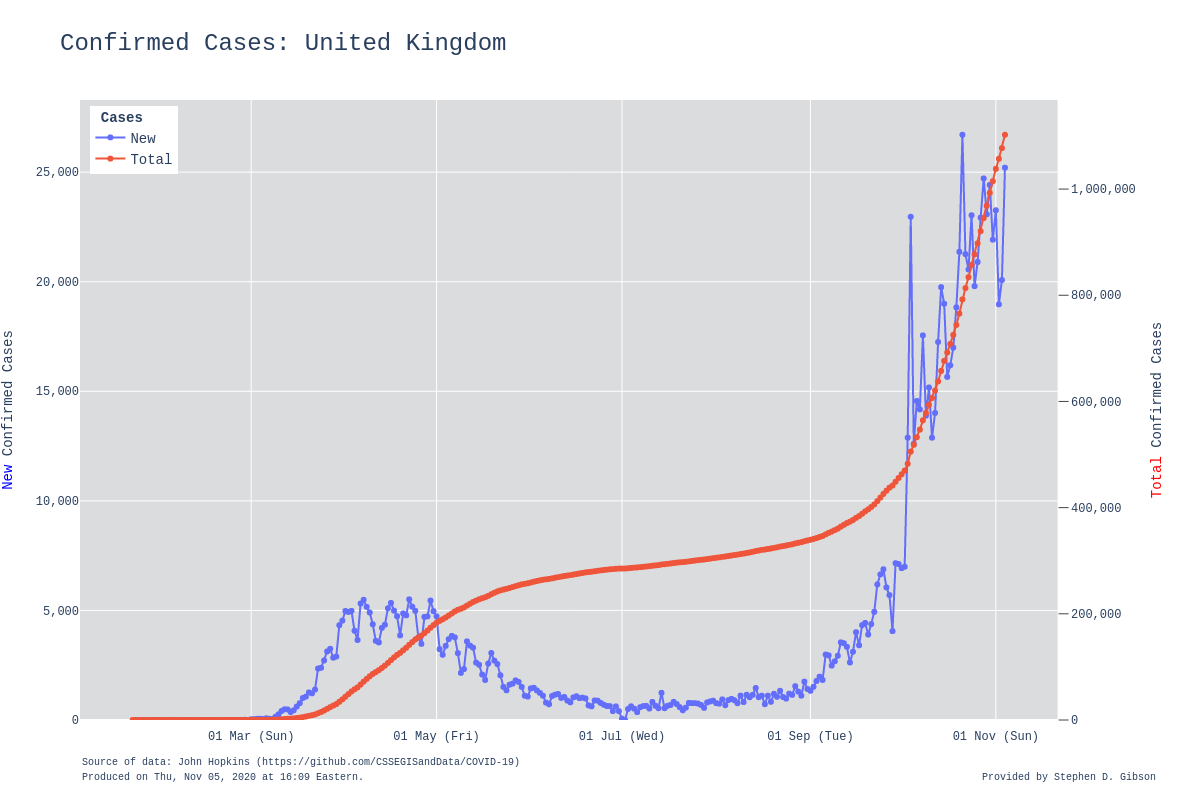 Confirmed Cases: United Kingdom
Cases
New
Total
25,000
20,000
15,000
10,000
5,000
0
New Confirmed Cases
1,000,000
800,000
600,000
400,000
200,000
0
Total Confirmed Cases
01 Mar (Sun)
01 May (Fri)
01 Jul (Wed)
01 Sep (Tue)
01 Nov (Sun)
Source of data: John Hopkins (https://github.com/CSSEGISandData/COVID-19)
Produced on Thu, Nov 05, 2020 at 16:09 Eastern.
Provided by Stephen D. Gibson